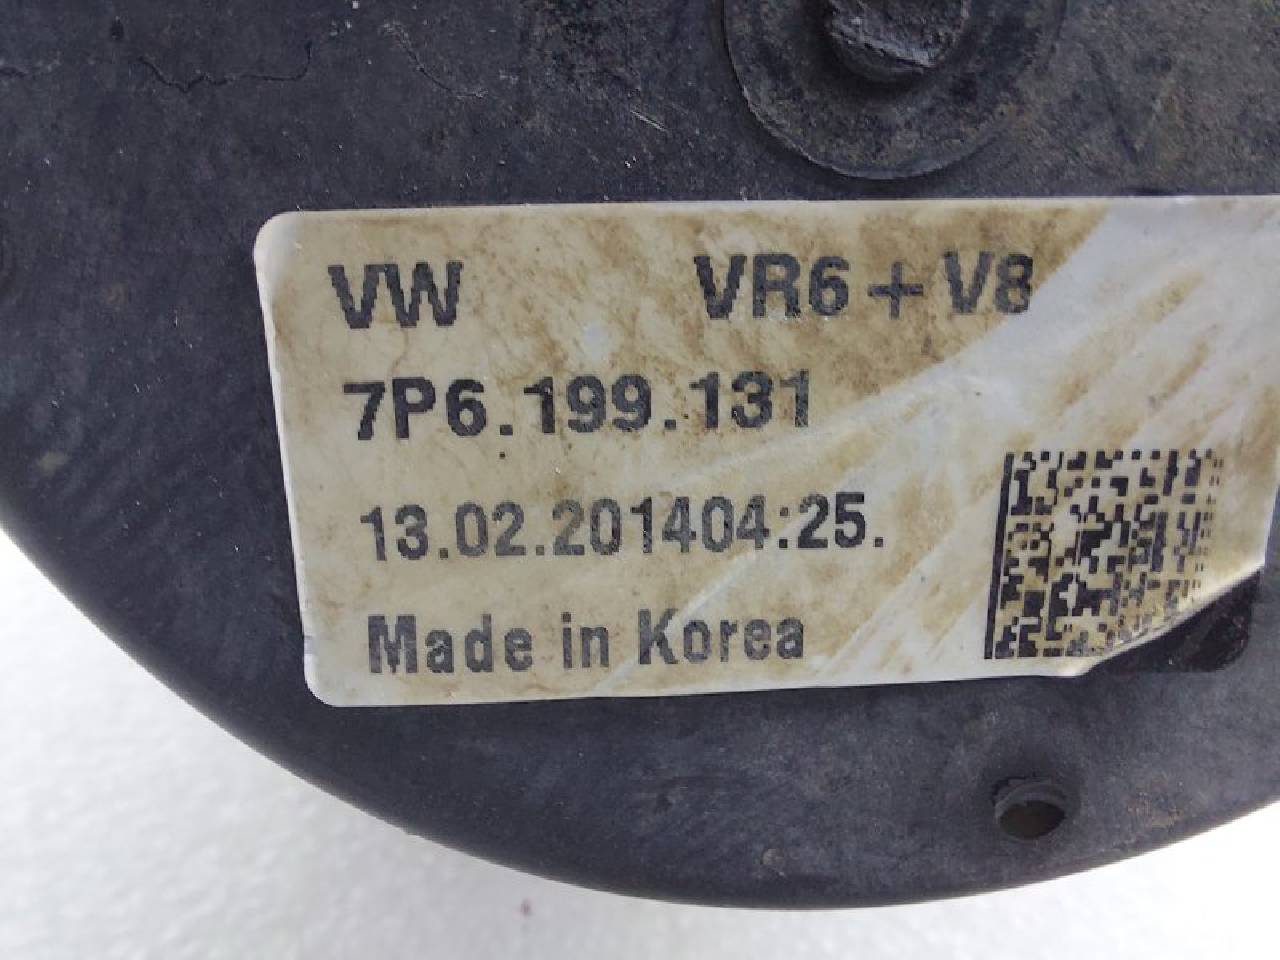 VW VR6+V8
7P6.199.131
13.02.201404:25.
Made in Korea